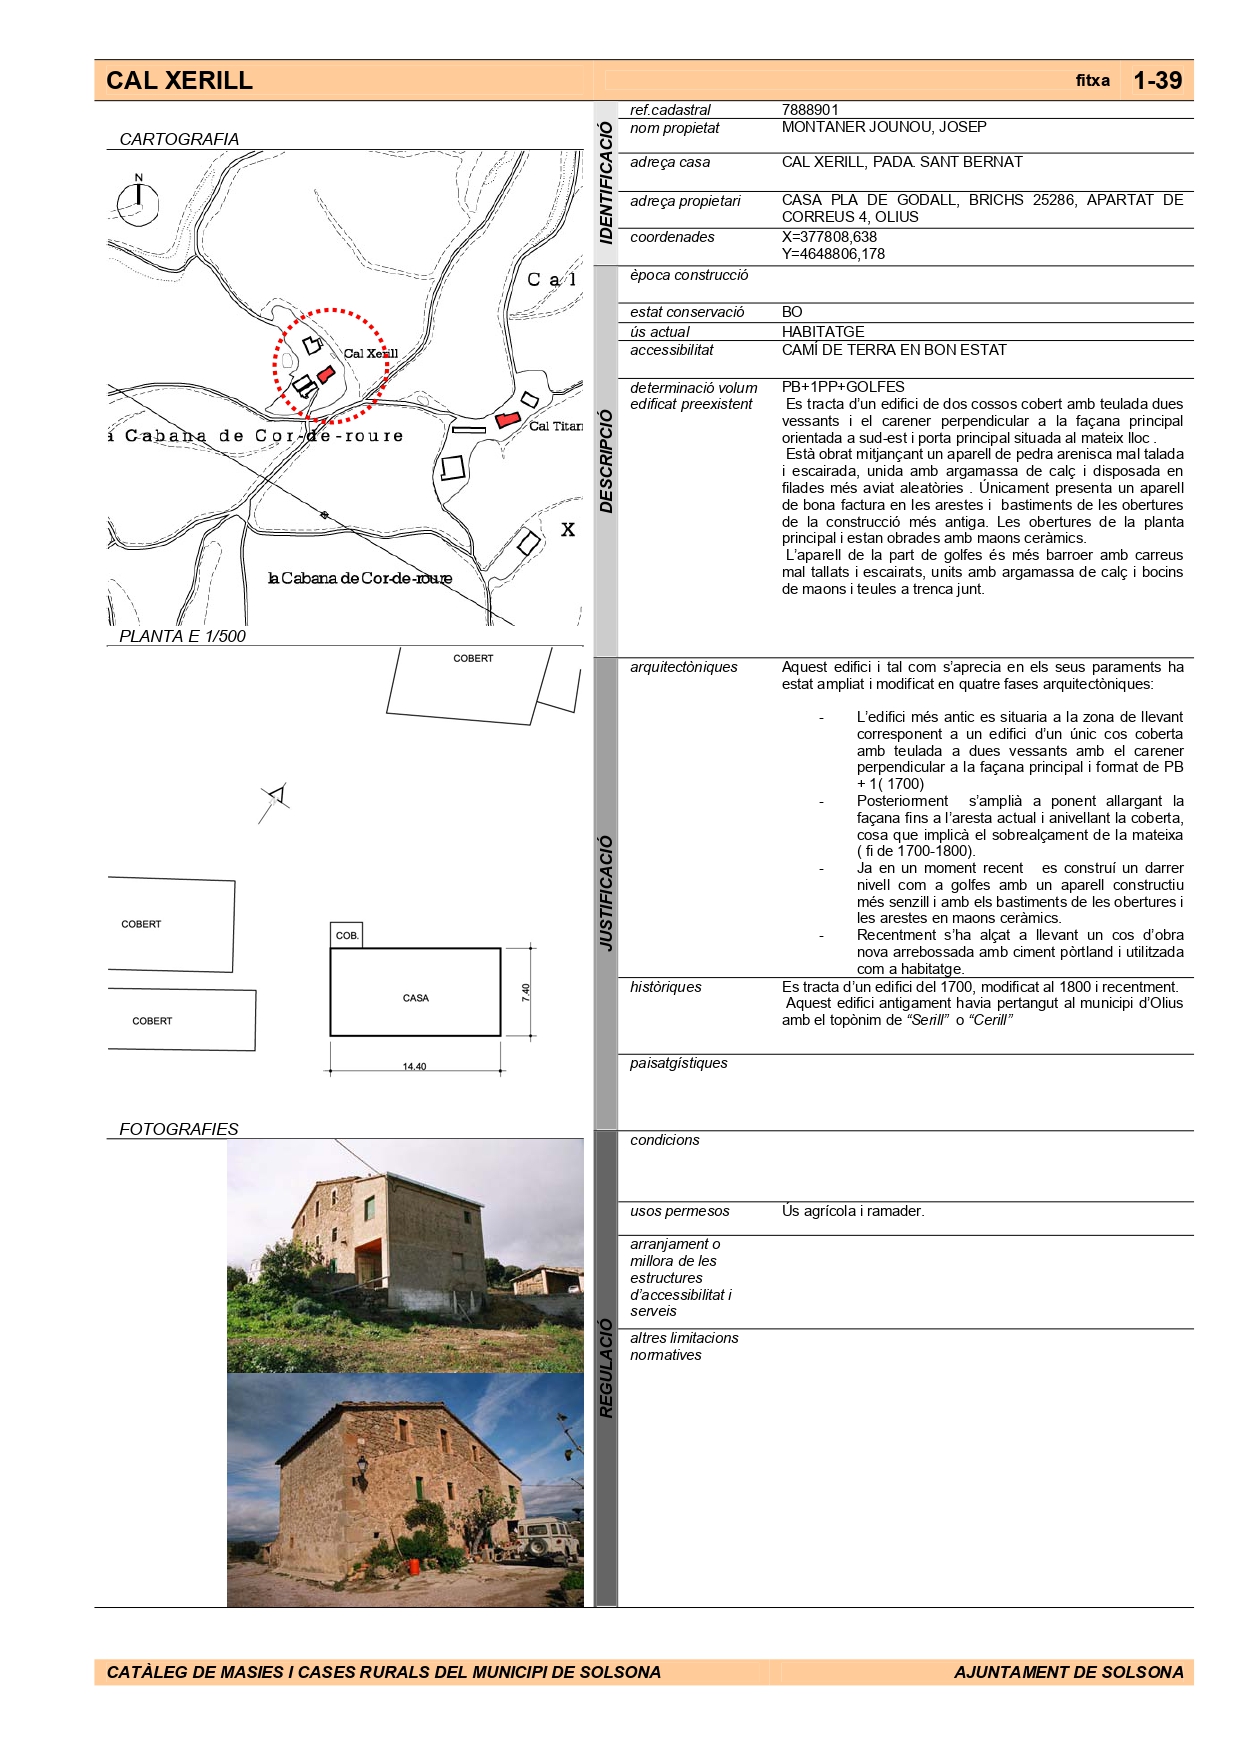 CAL XERILL
fitxa 1-39
CARTOGRAFIA
N
Cal
Cal Xerill
a Cabana de Cor-de-roure
Cal Titan
X
la Cabana de Cor-de-roure
PLANTA E 1/500
COBERT
COBERT
COB.
CASA
7.40
COBERT
14.40
FOTOGRAFIES
IDENTIFICACIÓ
ref.cadastral 7888901
nom propietat MONTANER JOUNOU, JOSEP
adreça casa CAL XERILL, PADA. SANT BERNAT
adreça propietari CASA PLA DE GODALL, BRICHS 25286, APARTAT DE
CORREUS 4, OLIUS
coordenades X=377808,638
Y=4648806,178
DESCRIPCIÓ
època construcció
estat conservació BO
ús actual HABITATGE
accessibilitat CAMÍ DE TERRA EN BON ESTAT
determinació volum PB+1PP+GOLFES
edificat preexistent Es tracta d’un edifici de dos cossos cobert amb teulada dues
vessants i el carener perpendicular a la façana principal
orientada a sud-est i porta principal situada al mateix lloc .
Està obrat mitjançant un aparell de pedra arenisca mal talada
i escairada, unida amb argamassa de calç i disposada en
filades més aviat aleatòries . Únicament presenta un aparell
de bona factura en les arestes i bastiments de les obertures
de la construcció més antiga. Les obertures de la planta
principal i estan obrades amb maons ceràmics.
L’aparell de la part de golfes és més barroer amb carreus
mal tallats i escairats, units amb argamassa de calç i bocins
de maons i teules a trenca junt.
JUSTIFICACIÓ
arquitectòniques Aquest edifici i tal com s’aprecia en els seus paraments ha
estat ampliat i modificat en quatre fases arquitectòniques:
- L’edifici més antic es situaria a la zona de llevant
corresponent a un edifici d’un únic cos coberta
amb teulada a dues vessants amb el carener
perpendicular a la façana principal i format de PB
+ 1( 1700)
- Posteriorment s’amplià a ponent allargant la
façana fins a l’aresta actual i anivellant la coberta,
cosa que implicà el sobrealçament de la mateixa
( fi de 1700-1800).
- Ja en un moment recent es construí un darrer
nivell com a golfes amb un aparell constructiu
més senzill i amb els bastiments de les obertures i
les arestes en maons ceràmics.
- Recentment s’ha alçat a llevant un cos d’obra
nova arrebossada amb ciment pòrtland i utilitzada
com a habitatge.
històriques Es tracta d’un edifici del 1700, modificat al 1800 i recentment.
Aquest edifici antigament havia pertangut al municipi d’Olius
amb el topònim de “Serill” o “Cerill”
paisatgístiques
REGULACIÓ
condicions
usos permesos Ús agrícola i ramader.
arranjament o
millora de les
estructures
d’accessibilitat i
serveis
altres limitacions
normatives
CATÀLEG DE MASIES I CASES RURALS DEL MUNICIPI DE SOLSONA
AJUNTAMENT DE SOLSONA